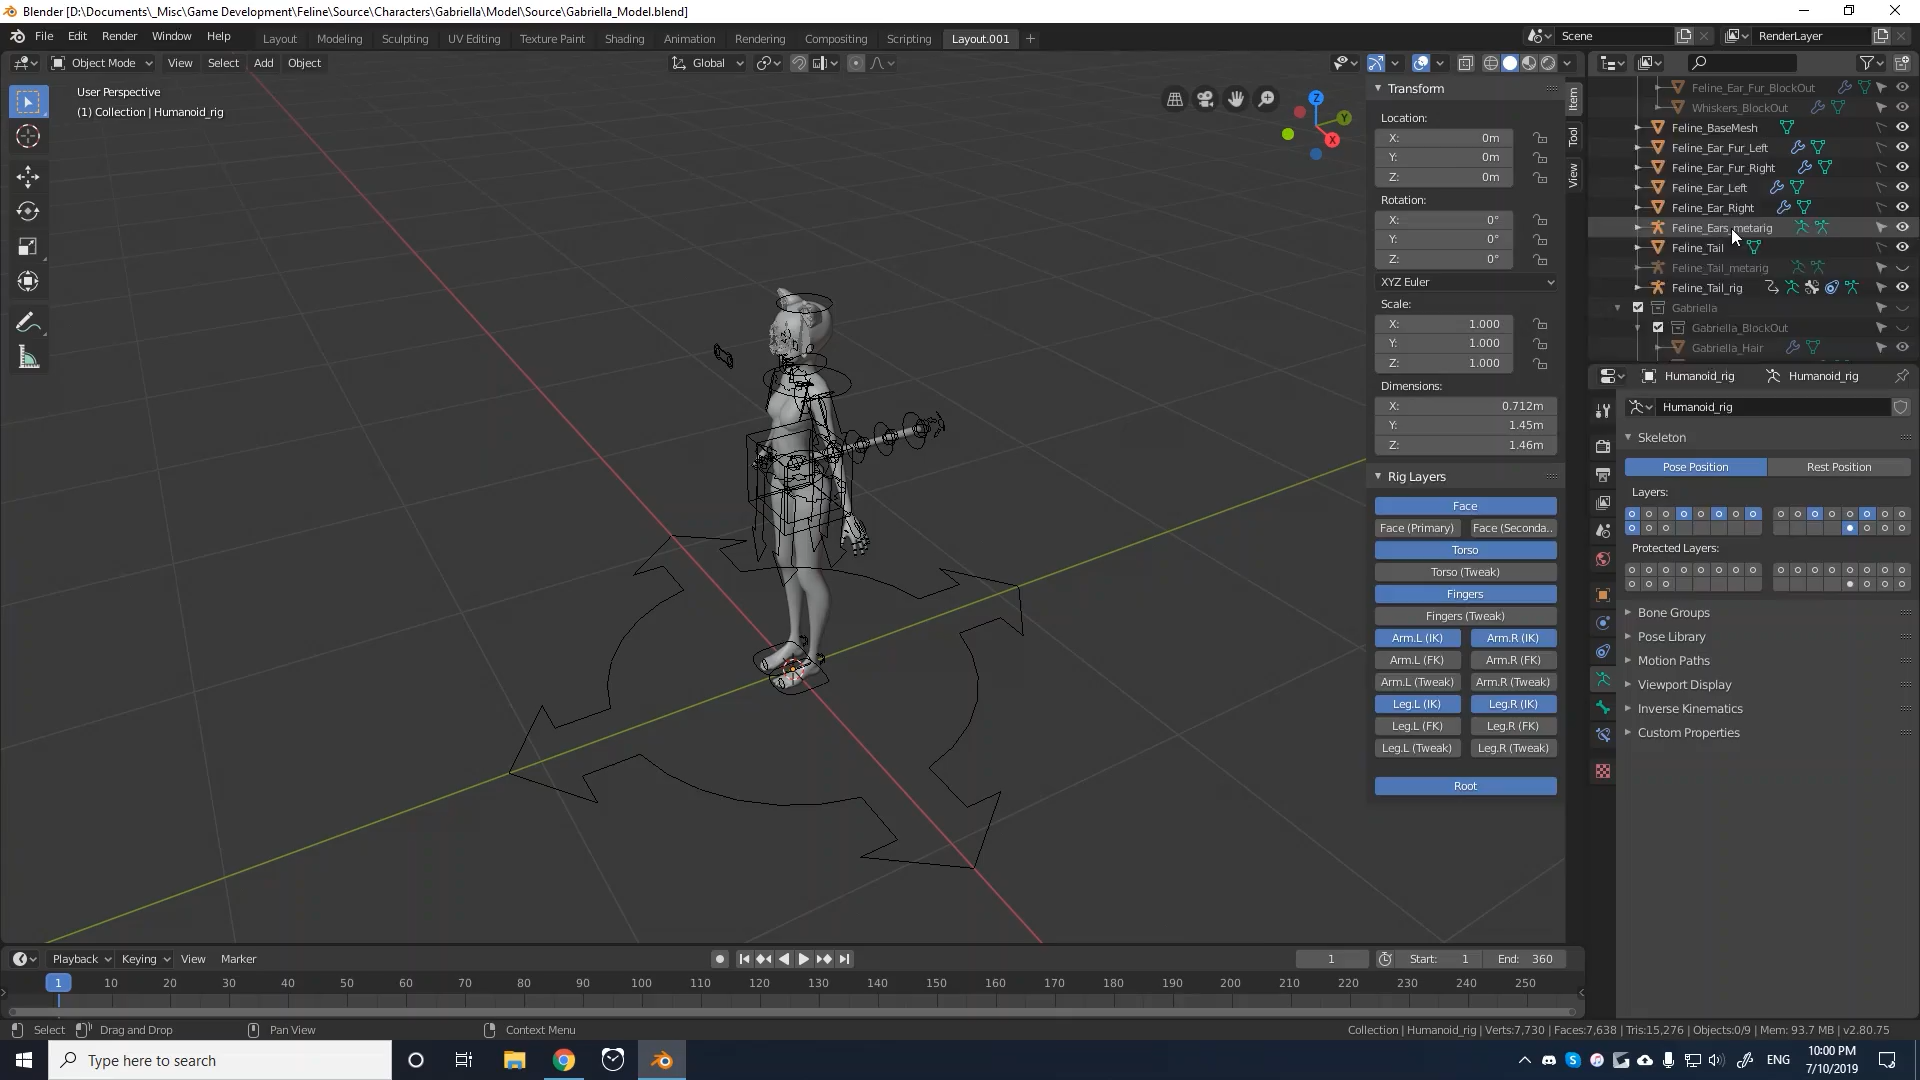 Blender [D:\Documents\_Misc\Game Development\Feline\Source\Characters\Gabriella\Model\Source\Gabriella_Model.blend]
File Edit Render Window Help Layout Modeling Sculpting UV Editing Texture Paint Shading Animation Rendering Compositing Scripting Layout.001 + Scene RenderLayer
Object Mode View Select Add Object Global
User Perspective
(1) Collection | Humanoid_rig
Z
Y
X
Item
Tool
View
Transform
Location:
X: 0m
Y: 0m
Z: 0m
Rotation:
X: 0°
Y: 0°
Z: 0°
XYZ Euler
Scale:
X: 1.000
Y: 1.000
Z: 1.000
Dimensions:
X: 0.712m
Y: 1.45m
Z: 1.46m
Rig Layers
Face
Face (Primary) Face (Seconda..
Torso
Torso (Tweak)
Fingers
Fingers (Tweak)
Arm.L (IK) Arm.R (IK)
Arm.L (FK) Arm.R (FK)
Arm.L (Tweak) Arm.R (Tweak)
Leg.L (IK) Leg.R (IK)
Leg.L (FK) Leg.R (FK)
Leg.L (Tweak) Leg.R (Tweak)
Root
Feline_Ear_Fur_BlockOut
Whiskers_BlockOut
Feline_BaseMesh
Feline_Ear_Fur_Left
Feline_Ear_Fur_Right
Feline_Ear_Left
Feline_Ear_Right
Feline_Ears_metarig
Feline_Tail
Feline_Tail_metarig
Feline_Tail_rig
Gabriella
Gabriella_BlockOut
Gabriella_Hair
Humanoid_rig Humanoid_rig
Humanoid_rig
Skeleton
Pose Position Rest Position
Layers:
Protected Layers:
Bone Groups
Pose Library
Motion Paths
Viewport Display
Inverse Kinematics
Custom Properties
Playback Keying View Marker 1 Start: 1 End: 360
1 10 20 30 40 50 60 70 80 90 100 110 120 130 140 150 160 170 180 190 200 210 220 230 240 250
Select Drag and Drop Pan View Context Menu Collection | Humanoid_rig | Verts:7,730 | Faces:7,638 | Tris:15,276 | Objects:0/9 | Mem: 93.7 MB | v2.80.75
Type here to search ENG 10:00 PM
7/10/2019